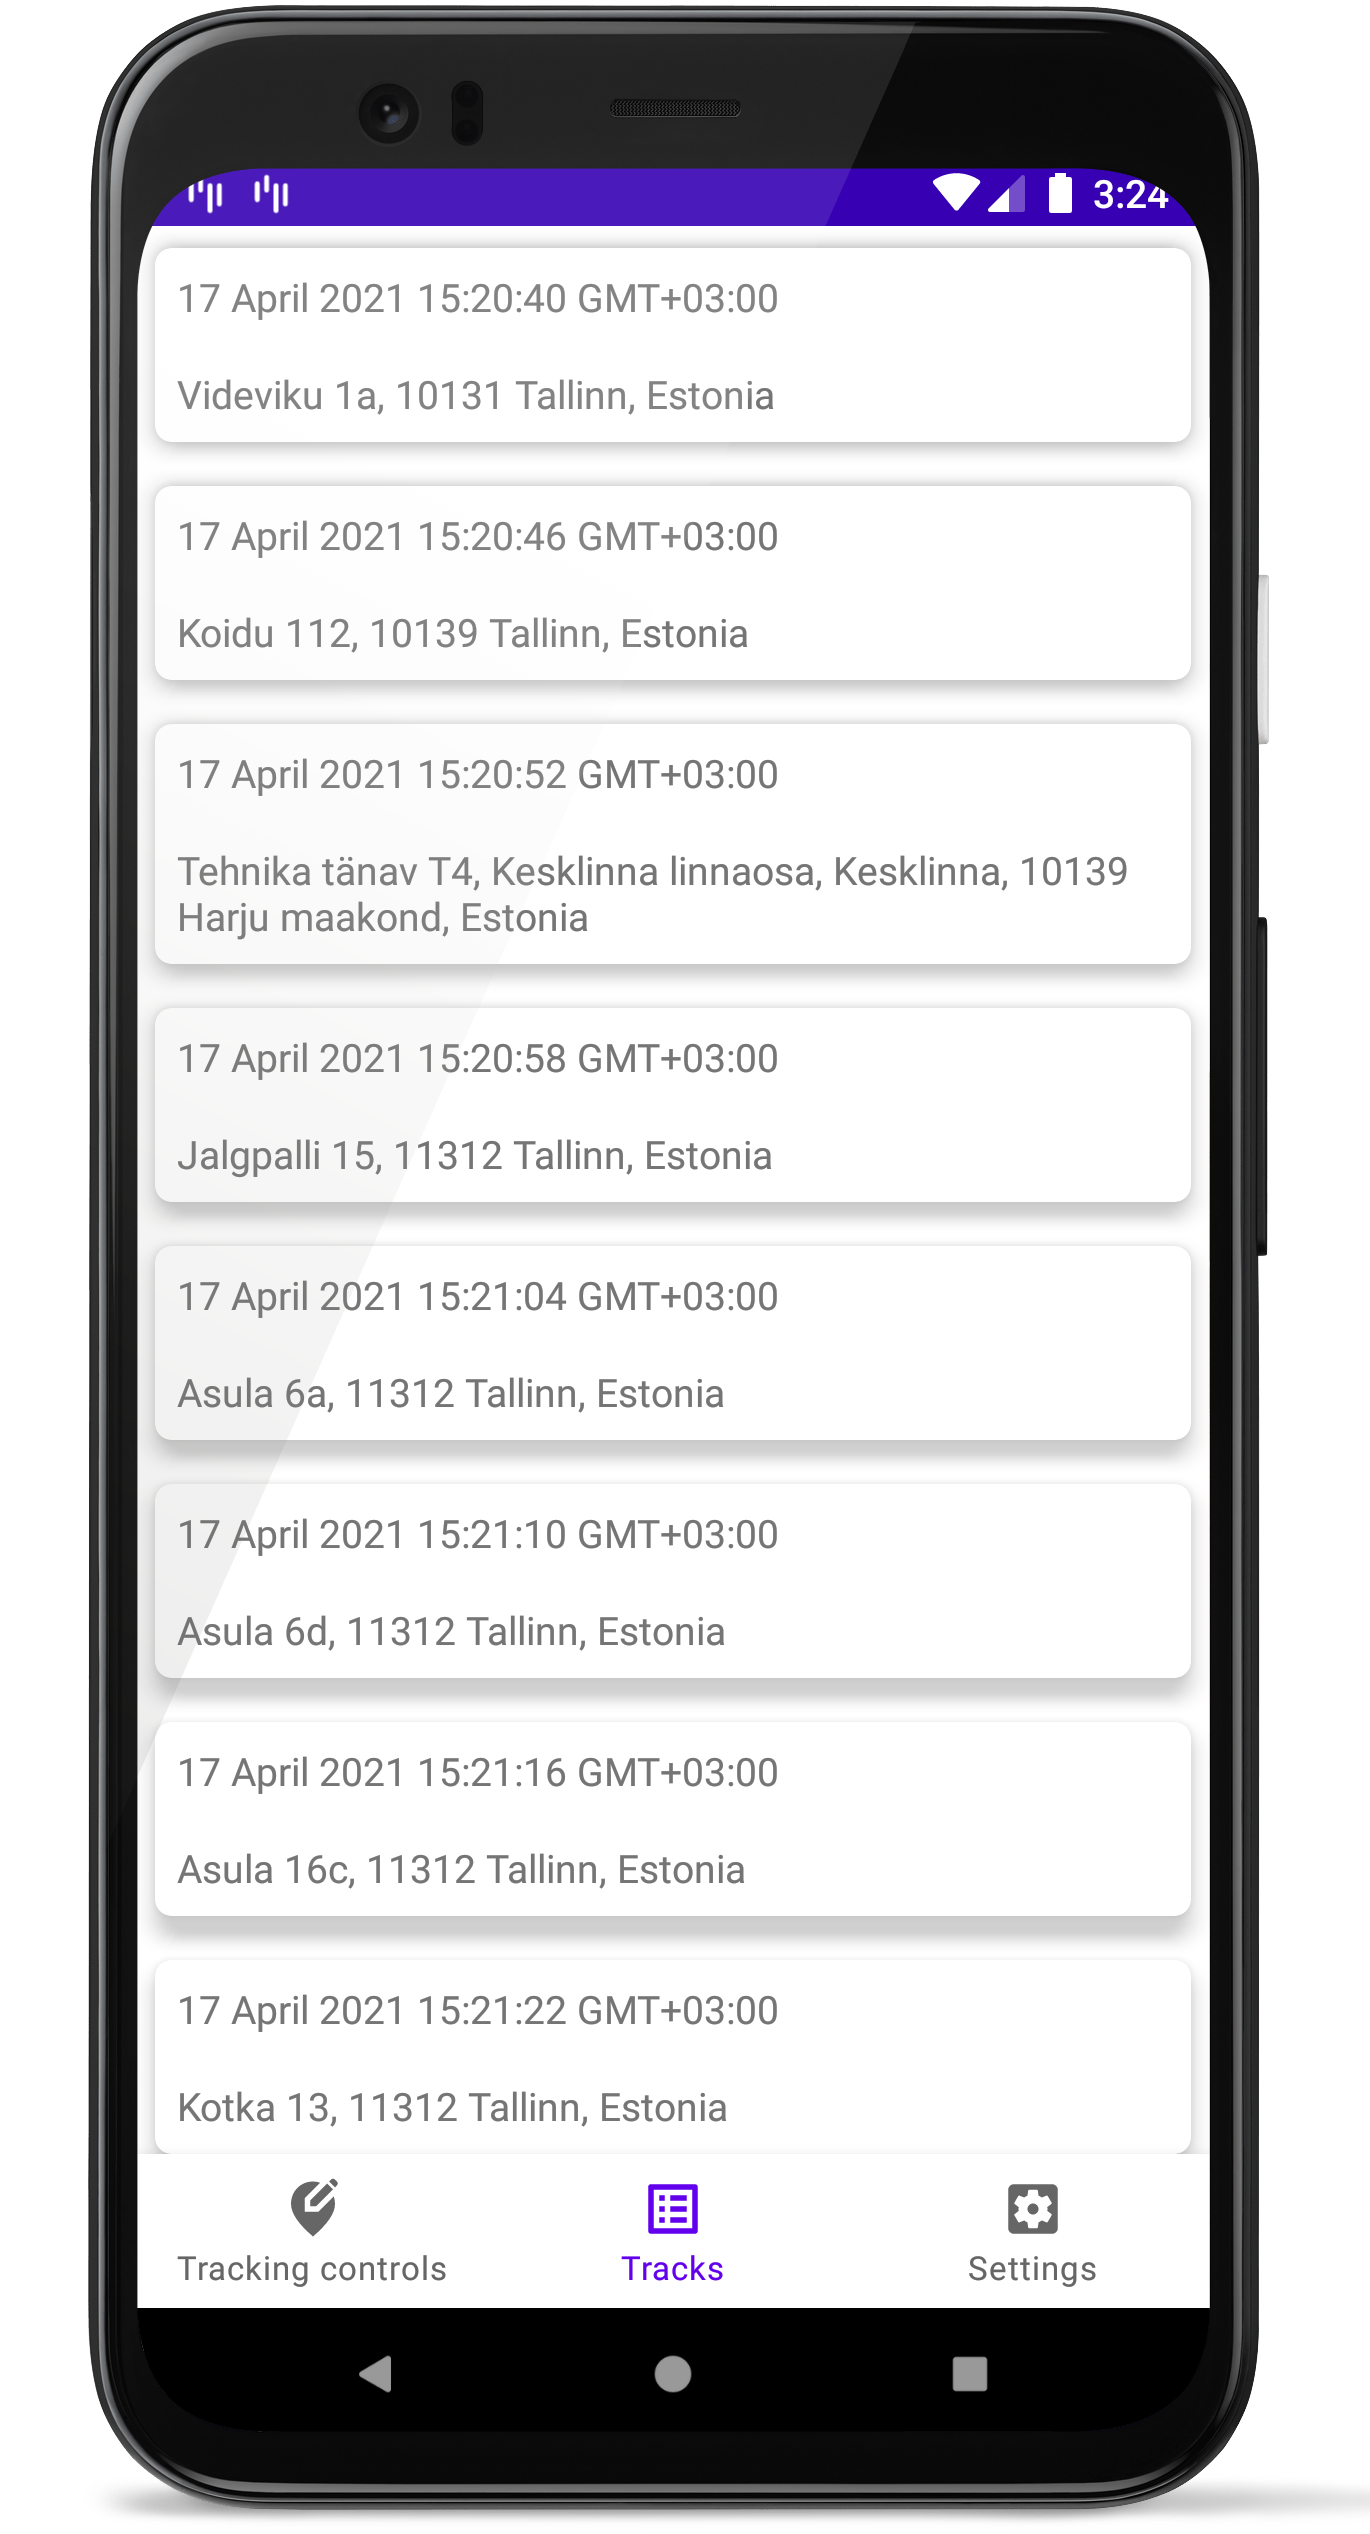 3:24
17 April 2021 15:20:40 GMT+03:00
Videviku 1a, 10131 Tallinn, Estonia
17 April 2021 15:20:46 GMT+03:00
Koidu 112, 10139 Tallinn, Estonia
17 April 2021 15:20:52 GMT+03:00
Tehnika tänav T4, Kesklinna linnaosa, Kesklinna, 10139
Harju maakond, Estonia
17 April 2021 15:20:58 GMT+03:00
Jalgpalli 15, 11312 Tallinn, Estonia
17 April 2021 15:21:04 GMT+03:00
Asula 6a, 11312 Tallinn, Estonia
17 April 2021 15:21:10 GMT+03:00
Asula 6d, 11312 Tallinn, Estonia
17 April 2021 15:21:16 GMT+03:00
Asula 16c, 11312 Tallinn, Estonia
17 April 2021 15:21:22 GMT+03:00
Kotka 13, 11312 Tallinn, Estonia
Tracking controls
Tracks
Settings